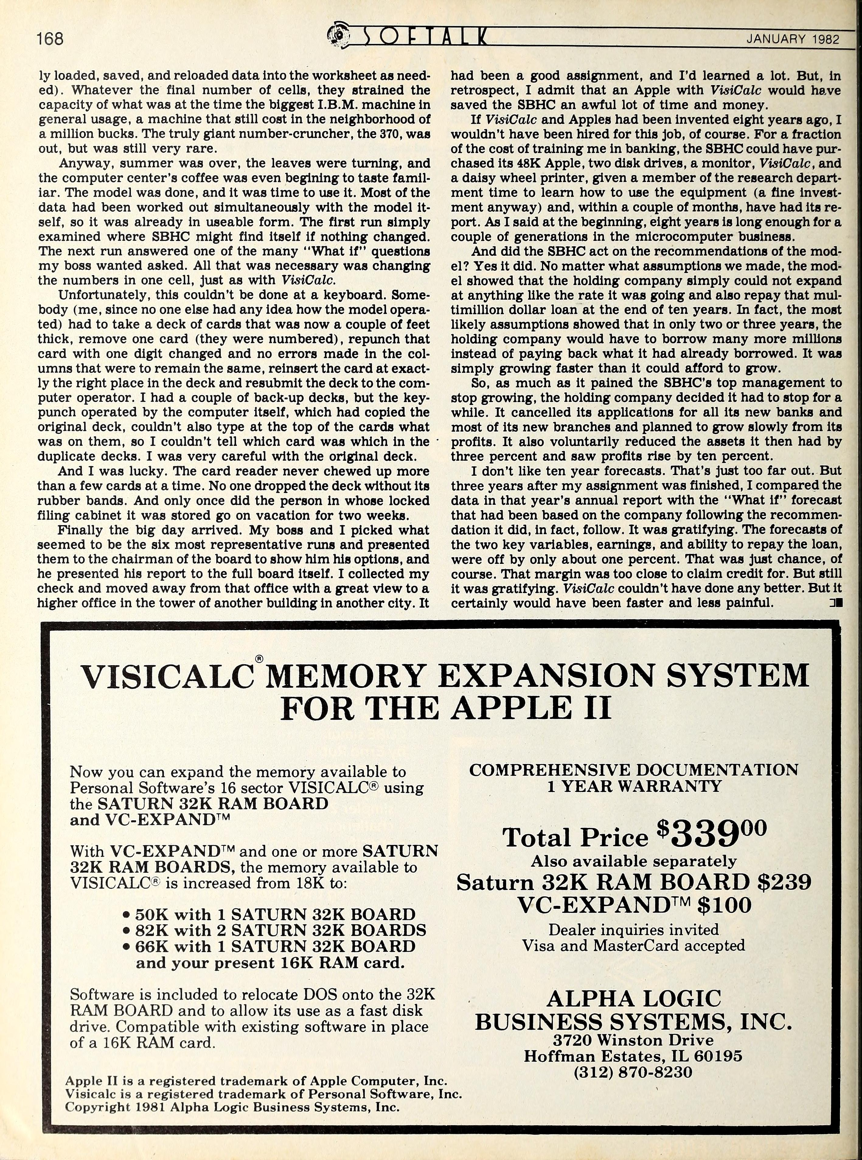 168
SOFTALK
JANUARY 1982
ly loaded, saved, and reloaded data into the worksheet as need-
ed). Whatever the final number of cells, they strained the
capacity of what was at the time the biggest I.B.M. machine in
general usage, a machine that still cost in the neighborhood of
a million bucks. The truly giant number-cruncher, the 370, was
out, but was still very rare.
Anyway, summer was over, the leaves were turning, and
the computer center's coffee was even begining to taste famil-
iar. The model was done, and it was time to use it. Most of the
data had been worked out simultaneously with the model it-
self, so it was already in useable form. The first run simply
examined where SBHC might find itself if nothing changed.
The next run answered one of the many "What if" questions
my boss wanted asked. All that was necessary was changing
the numbers in one cell, just as with VisiCalc.
Unfortunately, this couldn't be done at a keyboard. Some-
body (me, since no one else had any idea how the model opera-
ted) had to take a deck of cards that was now a couple of feet
thick, remove one card (they were numbered), repunch that
card with one digit changed and no errors made in the col-
umns that were to remain the same, reinsert the card at exact-
ly the right place in the deck and resubmit the deck to the com-
puter operator. I had a couple of back-up decks, but the key-
punch operated by the computer itself, which had copied the
original deck, couldn't also type at the top of the cards what
was on them, so I couldn't tell which card was which in the
duplicate decks. I was very careful with the original deck.
And I was lucky. The card reader never chewed up more
than a few cards at a time. No one dropped the deck without its
rubber bands. And only once did the person in whose locked
filing cabinet it was stored go on vacation for two weeks.
Finally the big day arrived. My boss and I picked what
seemed to be the six most representative runs and presented
them to the chairman of the board to show him his options, and
he presented his report to the full board itself. I collected my
check and moved away from that office with a great view to a
higher office in the tower of another building in another city. It
had been a good assignment, and I'd learned a lot. But, in
retrospect, I admit that an Apple with VisiCalc would have
saved the SBHC an awful lot of time and money.
If VisiCalc and Apples had been invented eight years ago, I
wouldn't have been hired for this job, of course. For a fraction
of the cost of training me in banking, the SBHC could have pur-
chased its 48K Apple, two disk drives, a monitor, VisiCalc, and
a daisy wheel printer, given a member of the research depart-
ment time to learn how to use the equipment (a fine invest-
ment anyway) and, within a couple of months, have had its re-
port. As I said at the beginning, eight years is long enough for a
couple of generations in the microcomputer business.
And did the SBHC act on the recommendations of the mod-
el? Yes it did. No matter what assumptions we made, the mod-
el showed that the holding company simply could not expand
at anything like the rate it was going and also repay that mul-
timillion dollar loan at the end of ten years. In fact, the most
likely assumptions showed that in only two or three years, the
holding company would have to borrow many more millions
instead of paying back what it had already borrowed. It was
simply growing faster than it could afford to grow.
So, as much as it pained the SBHC's top management to
stop growing, the holding company decided it had to stop for a
while. It cancelled its applications for all its new banks and
most of its new branches and planned to grow slowly from its
profits. It also voluntarily reduced the assets it then had by
three percent and saw profits rise by ten percent.
I don't like ten year forecasts. That's just too far out. But
three years after my assignment was finished, I compared the
data in that year's annual report with the "What if" forecast
that had been based on the company following the recommen-
dation it did, in fact, follow. It was gratifying. The forecasts of
the two key variables, earnings, and ability to repay the loan,
were off by only about one percent. That was just chance, of
course. That margin was too close to claim credit for. But still
it was gratifying. VisiCalc couldn't have done any better. But it
certainly would have been faster and less painful.
VISICALC® MEMORY EXPANSION SYSTEM
FOR THE APPLE II
Now you can expand the memory available to
Personal Software's 16 sector VISICALC® using
the SATURN 32K RAM BOARD
and VC-EXPAND™
With VC-EXPAND™ and one or more SATURN
32K RAM BOARDS, the memory available to
VISICALC® is increased from 18K to:
• 50K with 1 SATURN 32K BOARD
• 82K with 2 SATURN 32K BOARDS
• 66K with 1 SATURN 32K BOARD
and your present 16K RAM card.
Software is included to relocate DOS onto the 32K
RAM BOARD and to allow its use as a fast disk
drive. Compatible with existing software in place
of a 16K RAM card.
Apple II is a registered trademark of Apple Computer, Inc.
Visicalc is a registered trademark of Personal Software, Inc.
Copyright 1981 Alpha Logic Business Systems, Inc.
COMPREHENSIVE DOCUMENTATION
1 YEAR WARRANTY
Total Price $33900
Also available separately
Saturn 32K RAM BOARD $239
VC-EXPAND™ $100
Dealer inquiries invited
Visa and MasterCard accepted
ALPHA LOGIC
BUSINESS SYSTEMS, INC.
3720 Winston Drive
Hoffman Estates, IL 60195
(312) 870-8230